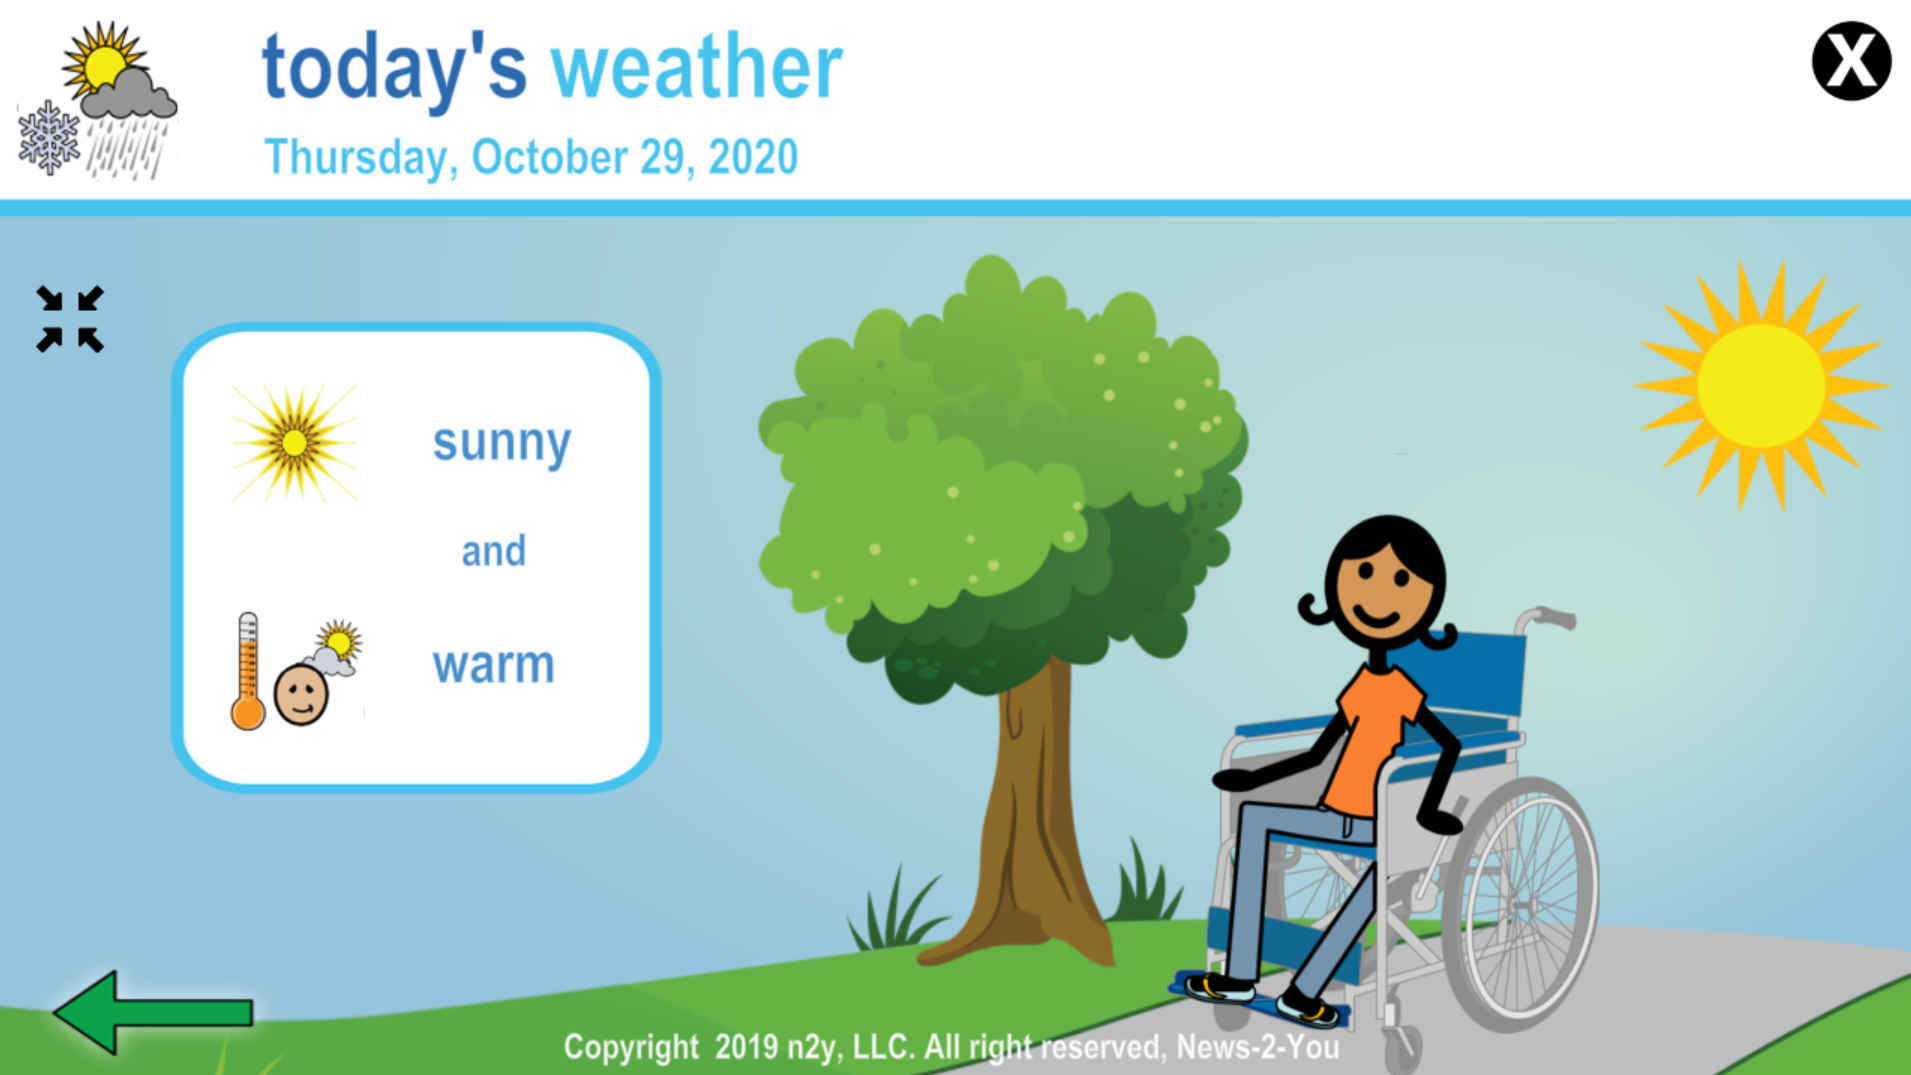 today's weather
X
Thursday, October 29, 2020
sunny
and
warm
Copyright 2019 n2y, LLC. All right reserved, News-2-You